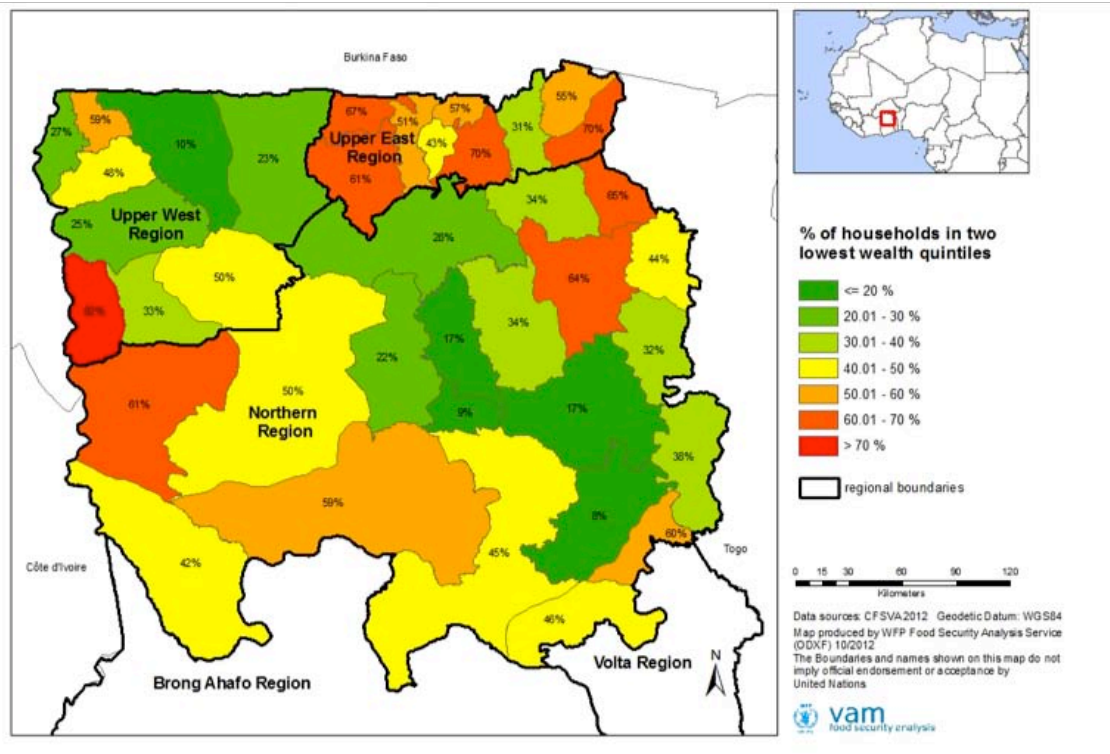 Burkina Faso
27%
59%
10%
23%
48%
25%
Upper West
Region
50%
33%
67%
51%
57%
43%
Upper East
Region
61%
70%
31%
55%
70%
34%
65%
28%
64%
44%
34%
17%
22%
32%
61%
50%
Northern
Region
9%
17%
38%
59%
8%
60%
45%
42%
46%
Côte d'Ivoire
Togo
Brong Ahafo Region
Volta Region
N
% of households in two
lowest wealth quintiles
<= 20 %
20.01 - 30 %
30.01 - 40 %
40.01 - 50 %
50.01 - 60 %
60.01 - 70 %
> 70 %
regional boundaries
0 15 30 60 90 120
Kilometers
Data sources: CFSVA2012 Geodetic Datum: WGS84
Map produced by WFP Food Security Analysis Service
(ODXF) 10/2012
The Boundaries and names shown on this map do not
imply official endorsement or acceptance by
United Nations
WFP
vam
food security analysis